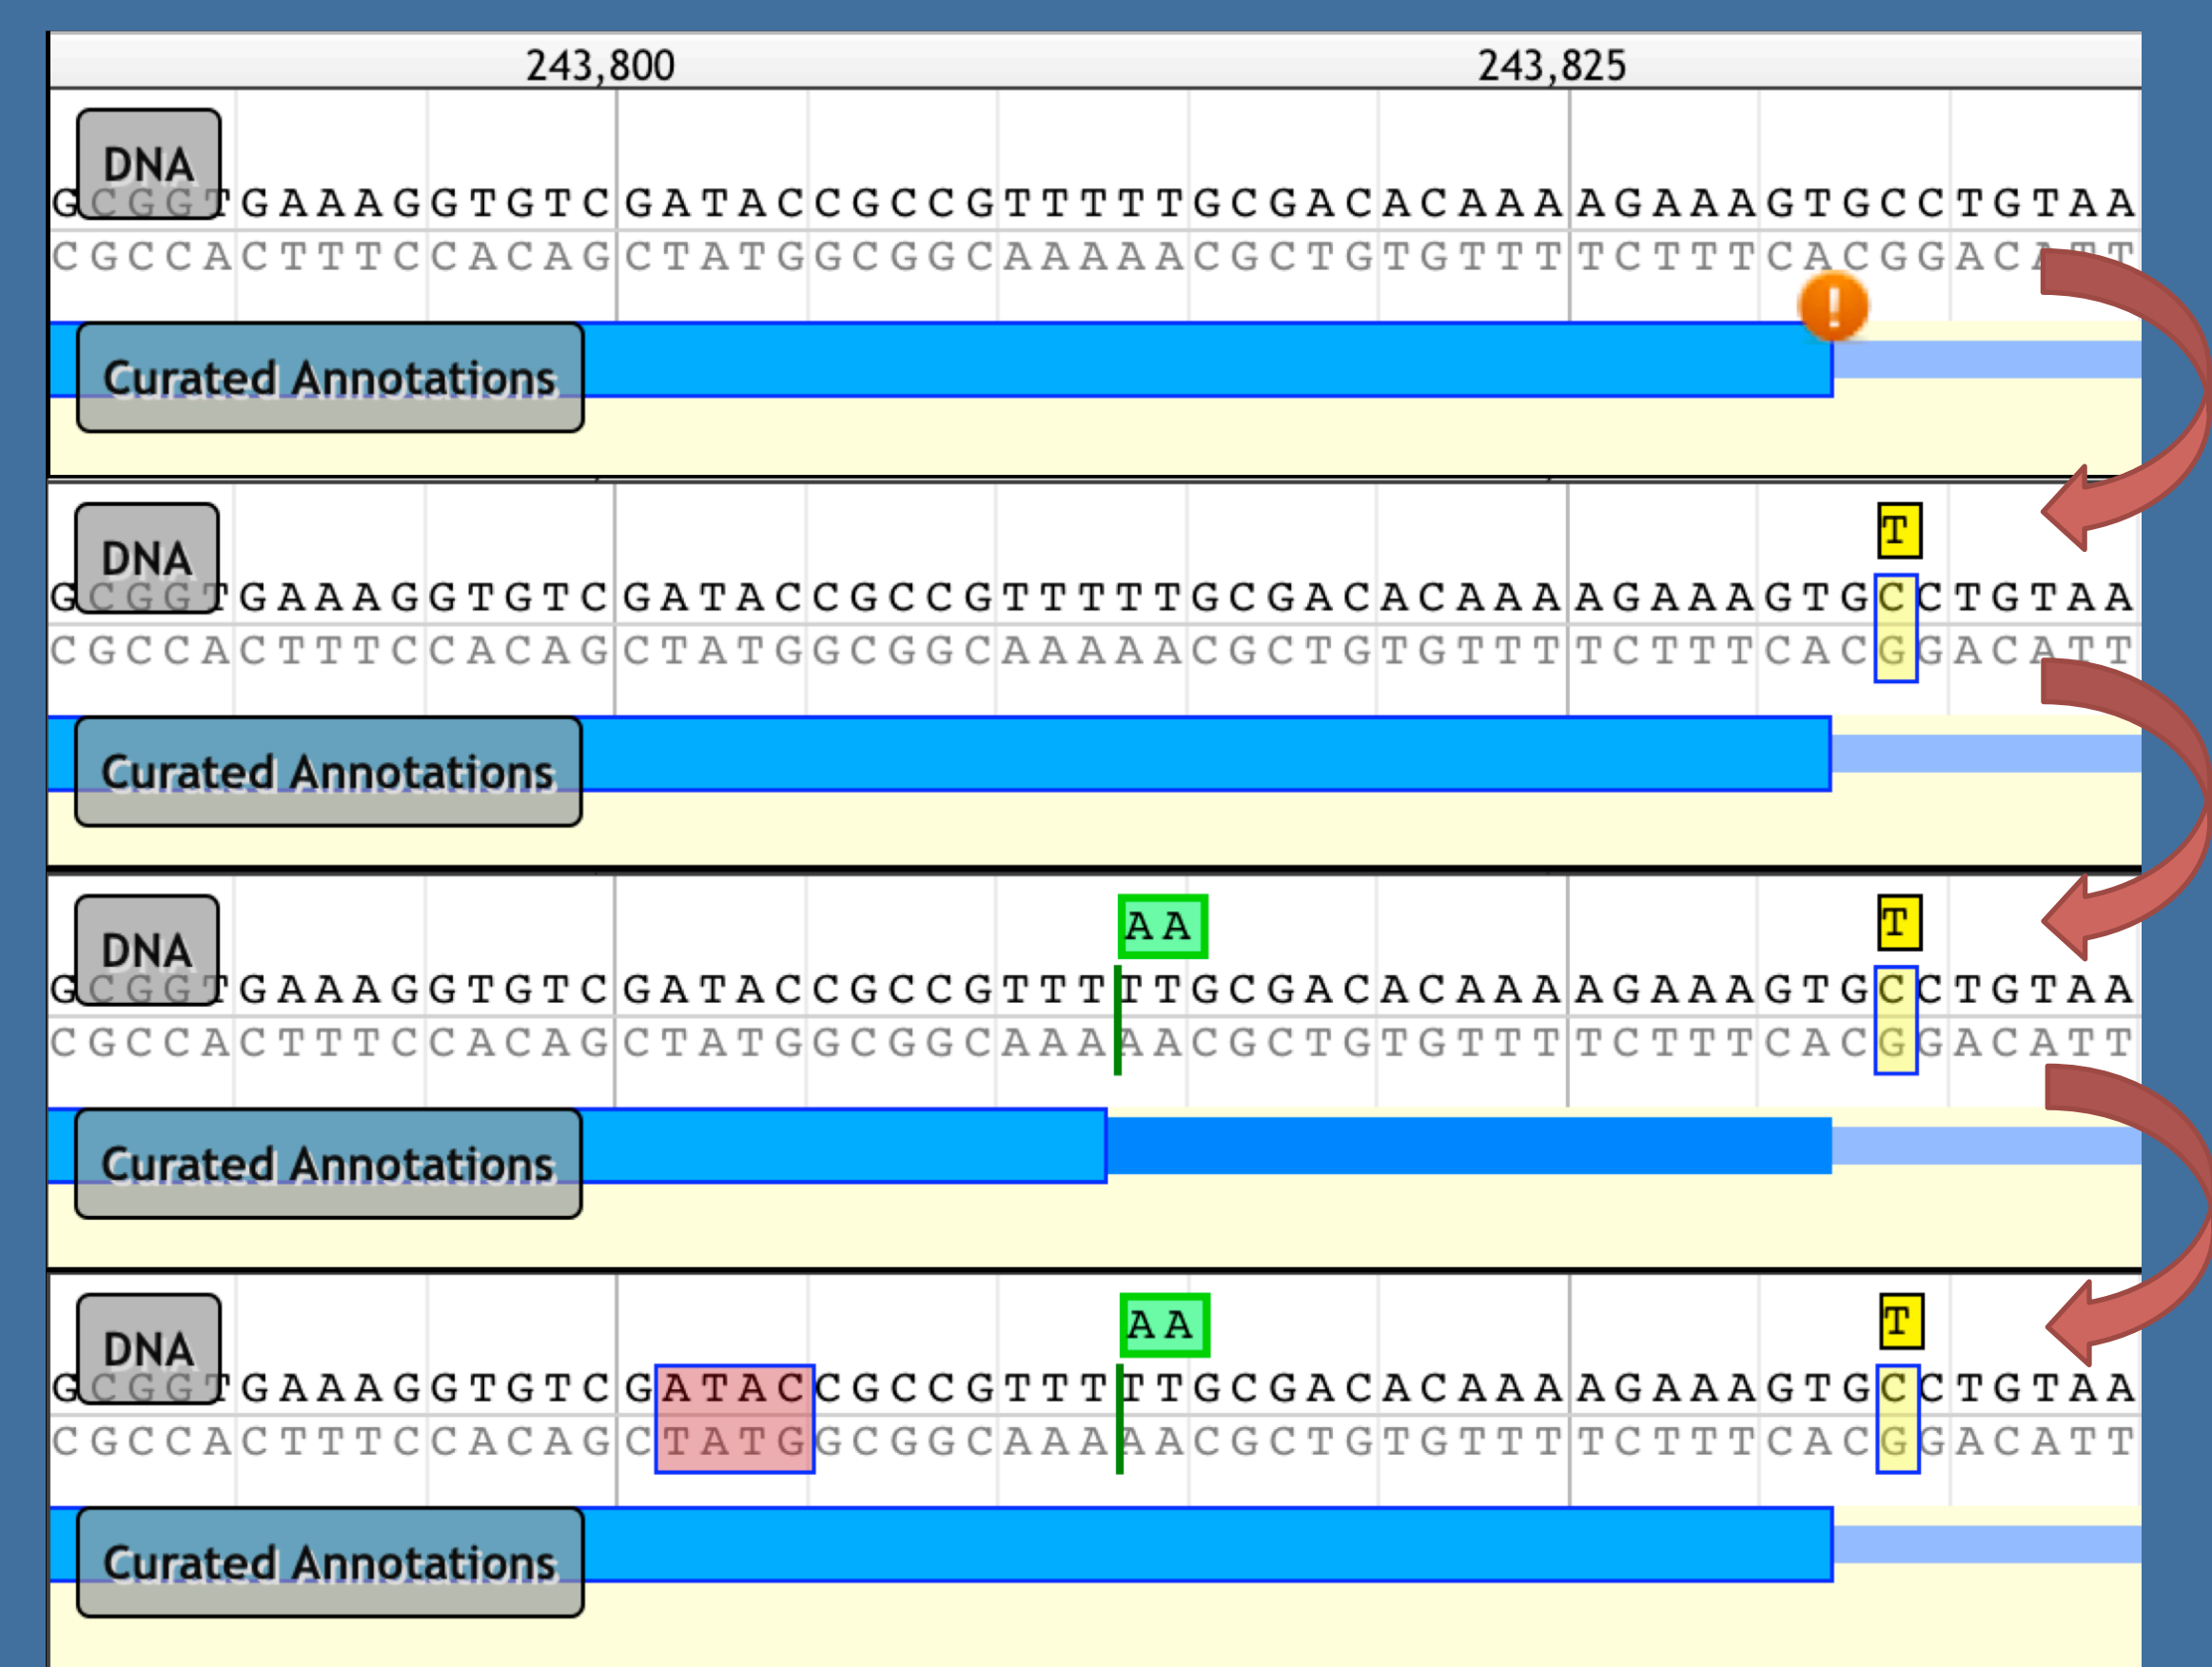 243,800 243,825
DNA
GCGGTGAAAGGTGTCGATACCGCCGTTTTTGCGACACAAAAGAAAGTGCCTGTAA
CGCCACTTTCCACAGCTATGGCGGCAAAAACGCTGTGTTTTCTTTCACGGACATT
!
Curated Annotations
T
DNA
GCGGTGAAAGGTGTCGATACCGCCGTTTTTGCGACACAAAAGAAAGTGCCTGTAA
CGCCACTTTCCACAGCTATGGCGGCAAAAACGCTGTGTTTTCTTTCACGGACATT
Curated Annotations
AA T
DNA
GCGGTGAAAGGTGTCGATACCGCCGTTTTTGCGACACAAAAGAAAGTGCCTGTAA
CGCCACTTTCCACAGCTATGGCGGCAAAAACGCTGTGTTTTCTTTCACGGACATT
Curated Annotations
AA T
DNA
GCGGTGAAAGGTGTCGATACCGCCGTTTTTGCGACACAAAAGAAAGTGCCTGTAA
CGCCACTTTCCACAGCTATGGCGGCAAAAACGCTGTGTTTTCTTTCACGGACATT
Curated Annotations